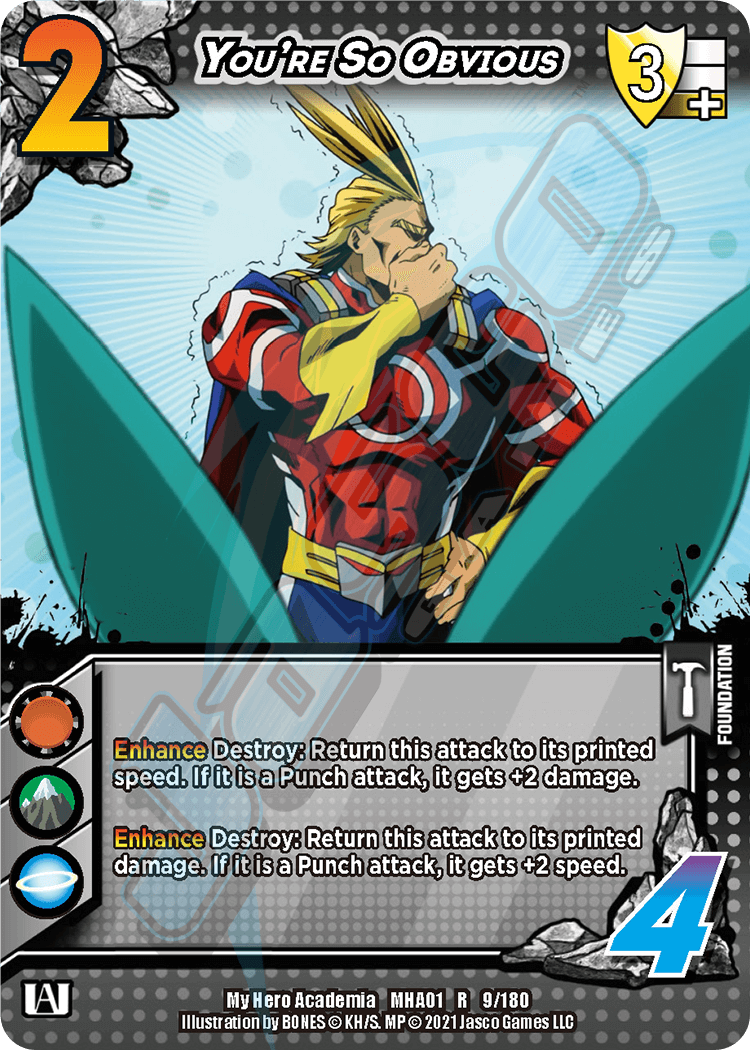 2
You're So Obvious
3
+
FOUNDATION
Enhance Destroy: Return this attack to its printed
speed. If it is a Punch attack, it gets +2 damage.
Enhance Destroy: Return this attack to its printed
damage. If it is a Punch attack, it gets +2 speed.
4
UA
My Hero Academia MHA01 R 9/180
Illustration by BONES © KH/S. MP © 2021 Jasco Games LLC